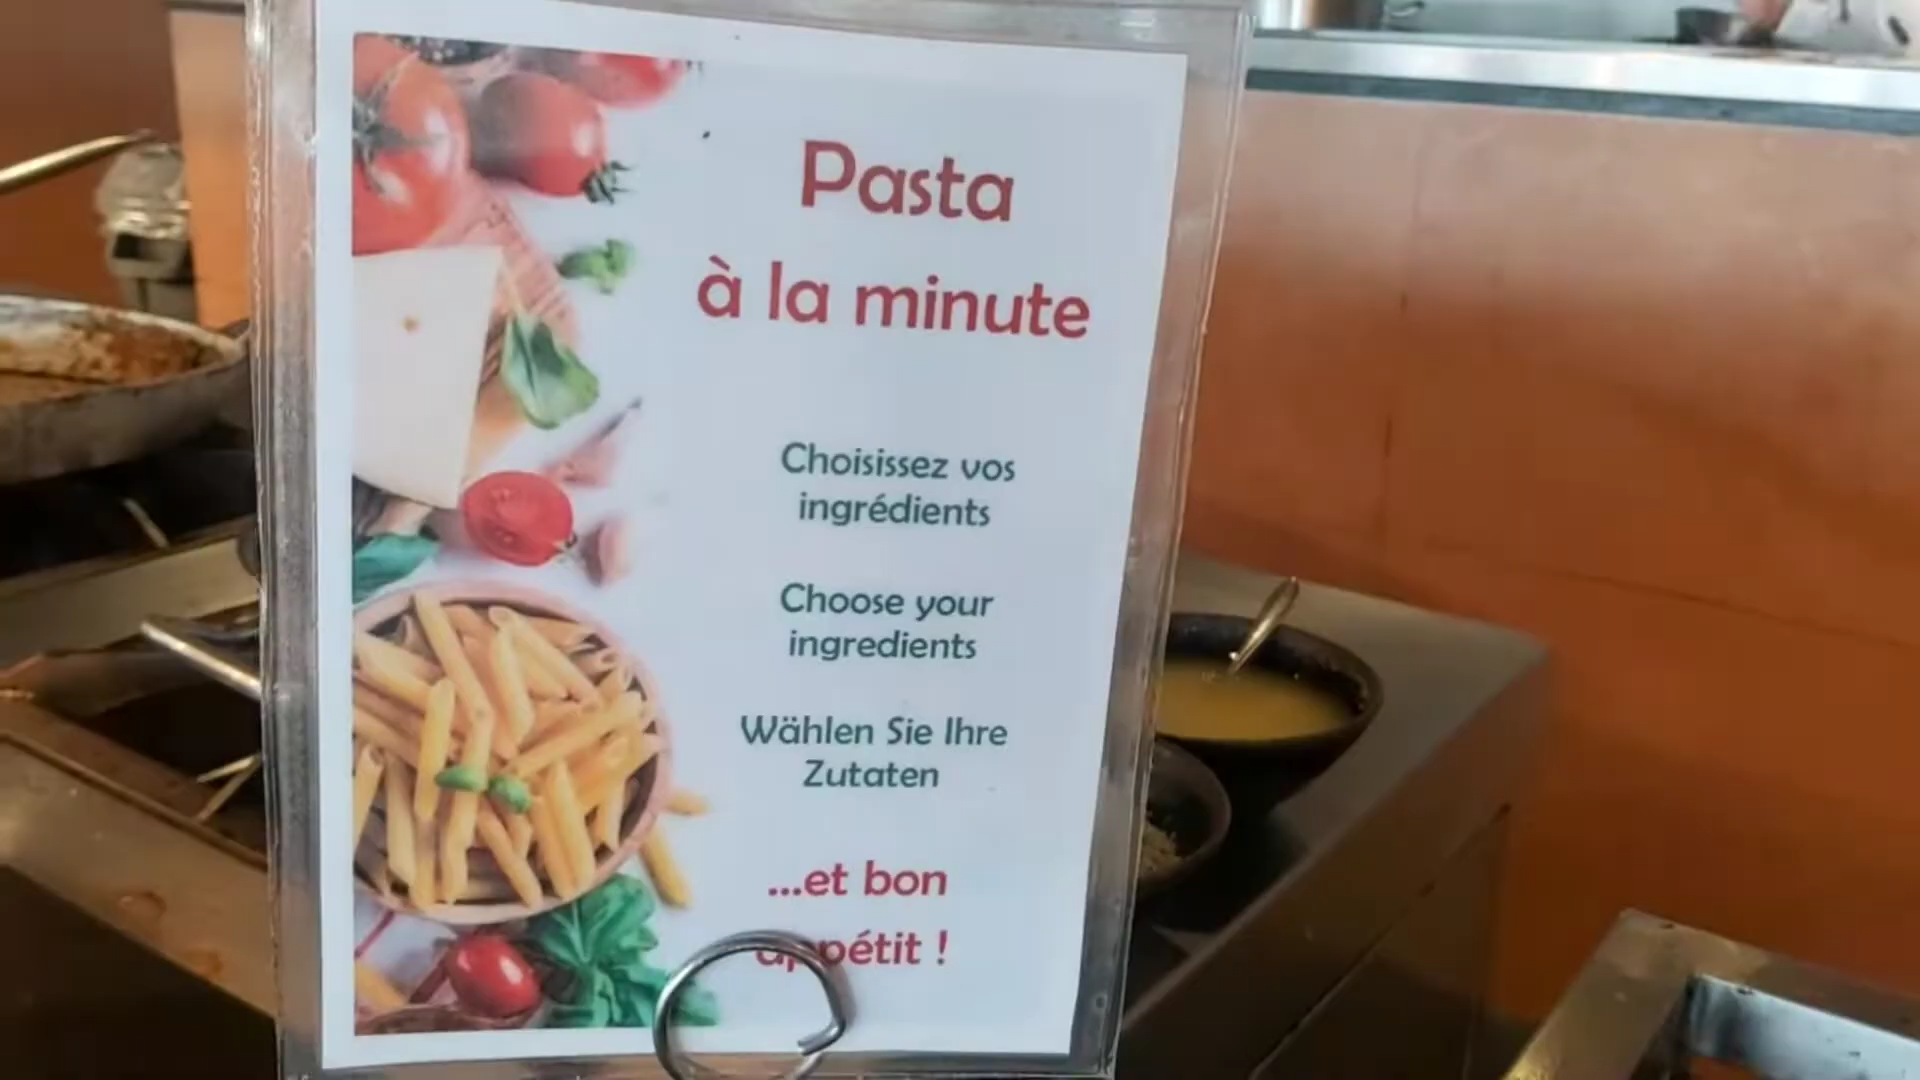 Pasta
à la minute
Choisissez vos
ingrédients
Choose your
ingredients
Wählen Sie Ihre
Zutaten
...et bon
appétit !